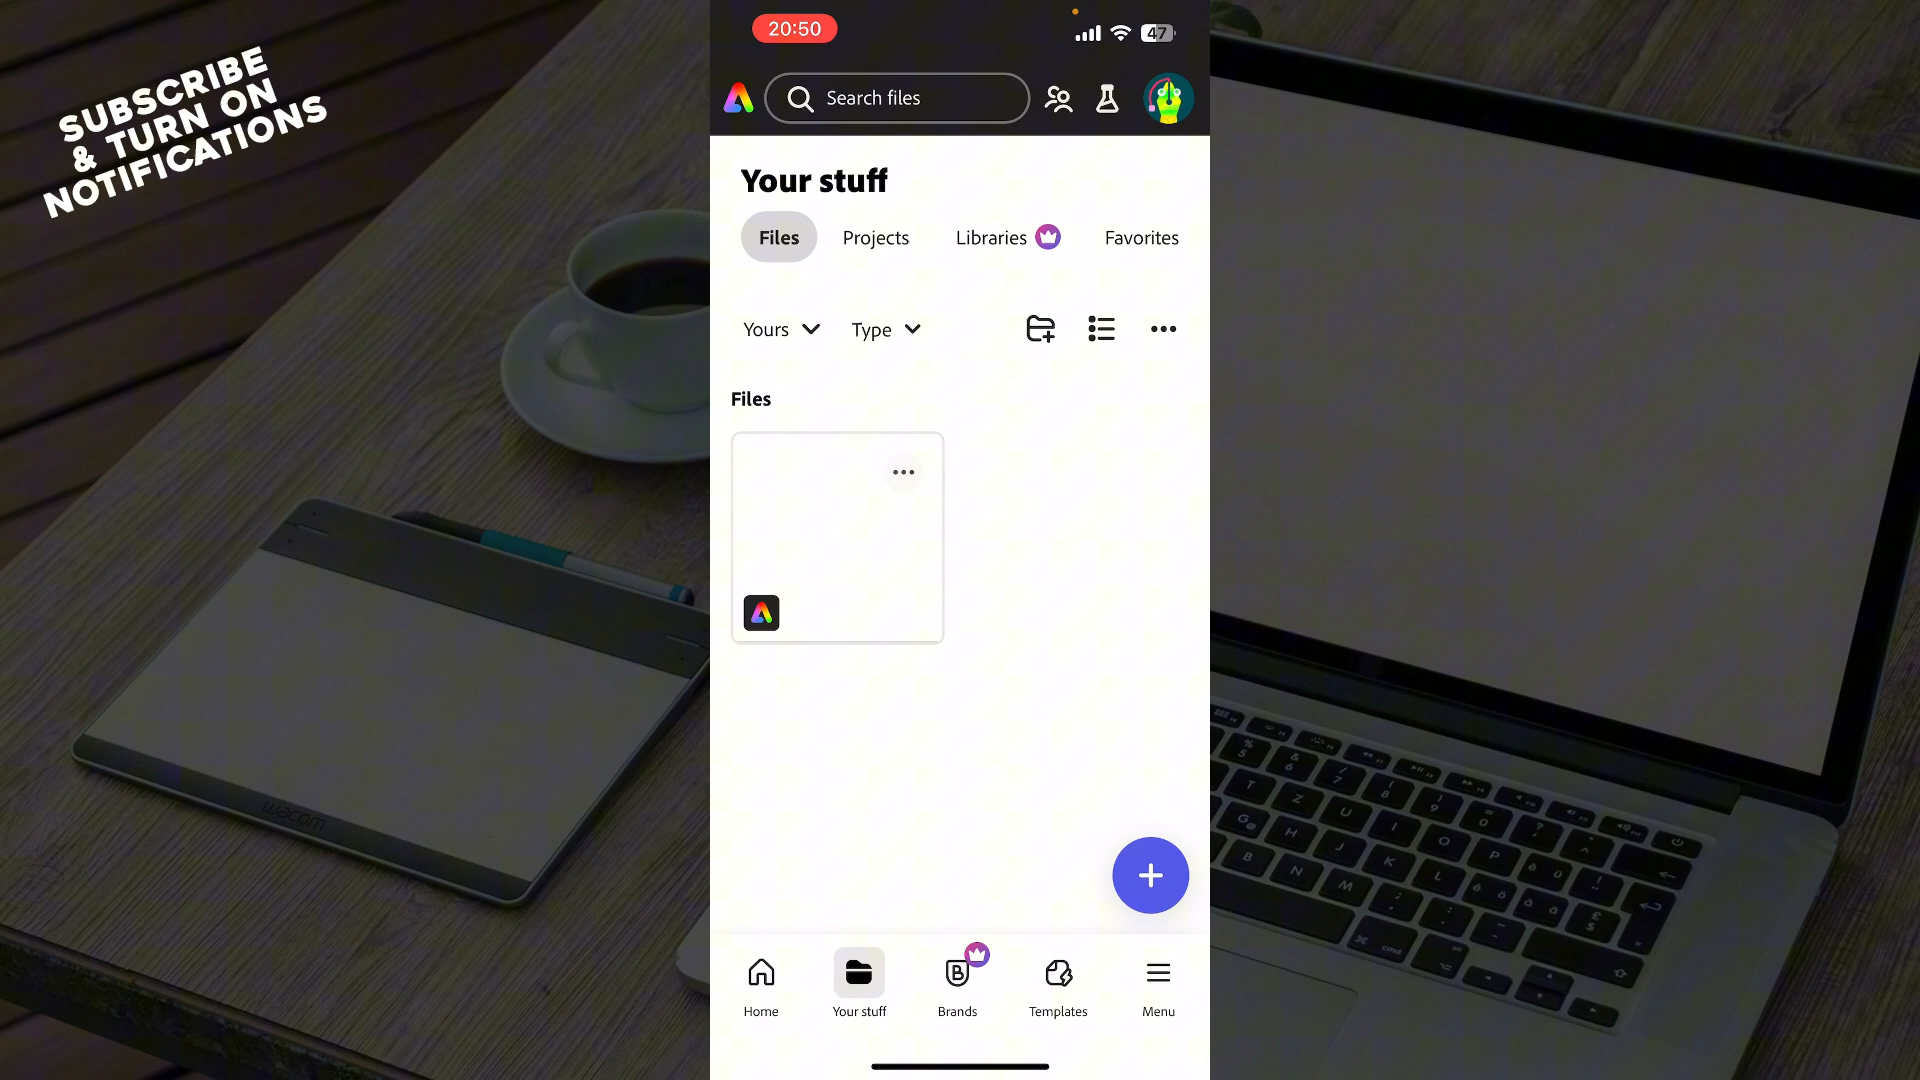 SUBSCRIBE
& TURN ON
NOTIFICATIONS
20:50
47
Search files
Your stuff
Files
Projects
Libraries
Favorites
Yours
Type
Files
Home
Your stuff
Brands
Templates
Menu
wacom